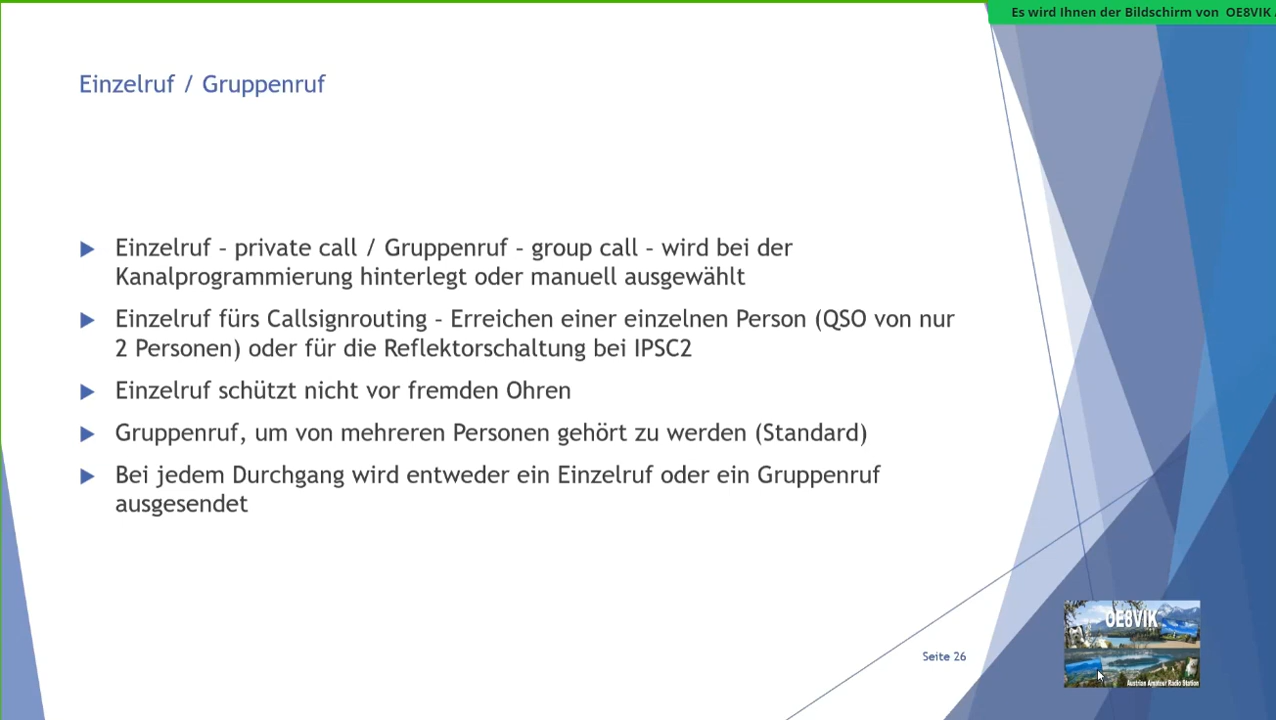 Es wird Ihnen der Bildschirm von OE8VIK
Einzelruf / Gruppenruf
Einzelruf – private call / Gruppenruf – group call – wird bei der
Kanalprogrammierung hinterlegt oder manuell ausgewählt
Einzelruf fürs Callsignrouting – Erreichen einer einzelnen Person (QSO von nur
2 Personen) oder für die Reflektorschaltung bei IPSC2
Einzelruf schützt nicht vor fremden Ohren
Gruppenruf, um von mehreren Personen gehört zu werden (Standard)
Bei jedem Durchgang wird entweder ein Einzelruf oder ein Gruppenruf
ausgesendet
OE8VIK
Seite 26
Austrian Amateur Radio Station